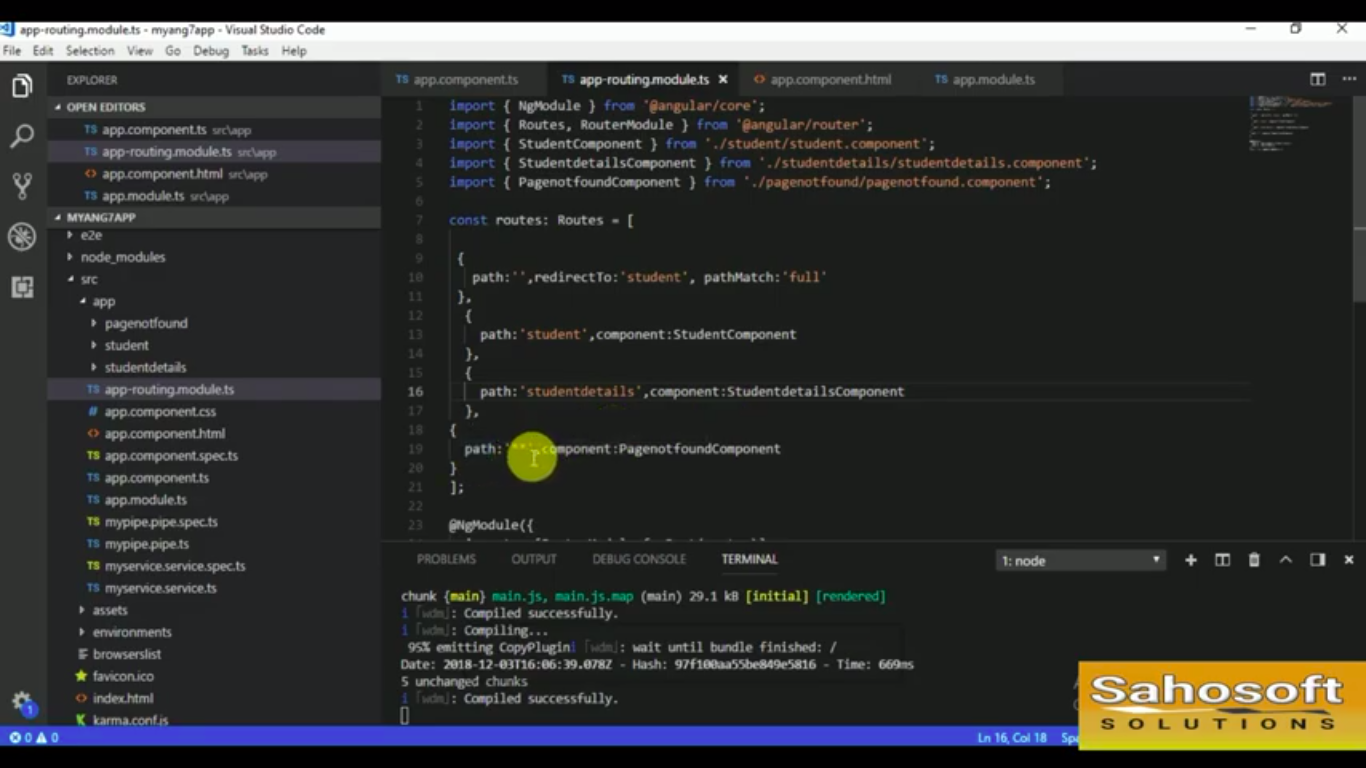 app-routing.module.ts - myang7app - Visual Studio Code
File Edit Selection View Go Debug Tasks Help
EXPLORER
OPEN EDITORS
TS app.component.ts src\app
TS app-routing.module.ts src\app
<> app.component.html src\app
TS app.module.ts src\app
MYANG7APP
e2e
node_modules
src
app
pagenotfound
student
studentdetails
TS app-routing.module.ts
# app.component.css
<> app.component.html
TS app.component.spec.ts
TS app.component.ts
TS app.module.ts
TS mypipe.pipe.spec.ts
TS mypipe.pipe.ts
TS myservice.service.spec.ts
TS myservice.service.ts
assets
environments
browserslist
favicon.ico
<> index.html
karma.conf.js
TS app.component.ts TS app-routing.module.ts × <> app.component.html TS app.module.ts
1 import { NgModule } from '@angular/core';
2 import { Routes, RouterModule } from '@angular/router';
3 import { StudentComponent } from './student/student.component';
4 import { StudentdetailsComponent } from './studentdetails/studentdetails.component';
5 import { PagenotfoundComponent } from './pagenotfound/pagenotfound.component';
6
7 const routes: Routes = [
8
9 {
10 path:'',redirectTo:'student', pathMatch:'full'
11 },
12 {
13 path:'student',component:StudentComponent
14 },
15 {
16 path:'studentdetails',component:StudentdetailsComponent
17 },
18 {
19 path:'**',component:PagenotfoundComponent
20 }
21 ];
22
23 @NgModule({
PROBLEMS OUTPUT DEBUG CONSOLE TERMINAL 1: node
chunk {main} main.js, main.js.map (main) 29.1 kB [initial] [rendered]
i ｢wdm｣: Compiled successfully.
i ｢wdm｣: Compiling...
95% emitting CopyPlugini ｢wdm｣: wait until bundle finished: /
Date: 2018-12-03T16:06:39.078Z - Hash: 97f100aa55be849e5816 - Time: 669ms
5 unchanged chunks
i ｢wdm｣: Compiled successfully.
1
0 0 Ln 16, Col 18
Sahosoft
SOLUTIONS